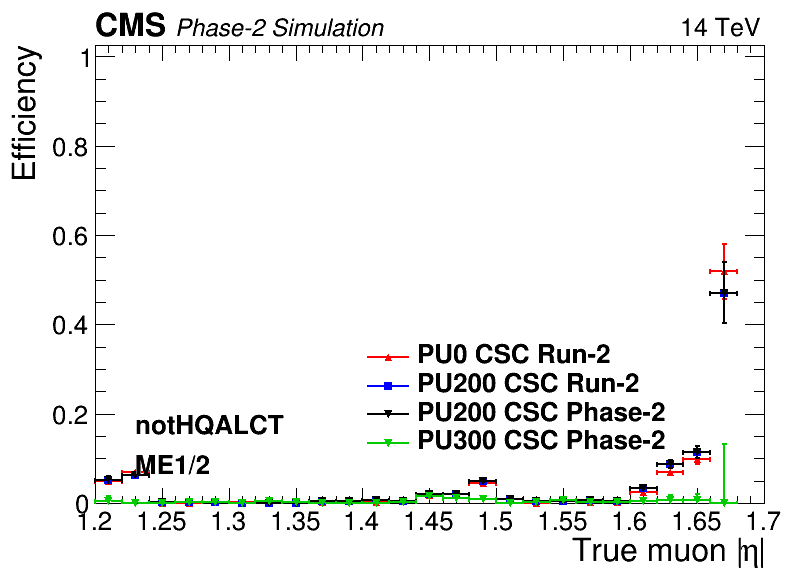 CMS Phase-2 Simulation 14 TeV
Efficiency
1
0.8
0.6
0.4
0.2
0
PU0 CSC Run-2
PU200 CSC Run-2
PU200 CSC Phase-2
PU300 CSC Phase-2
notHQALCT
ME1/2
1.2 1.25 1.3 1.35 1.4 1.45 1.5 1.55 1.6 1.65 1.7
True muon |η|